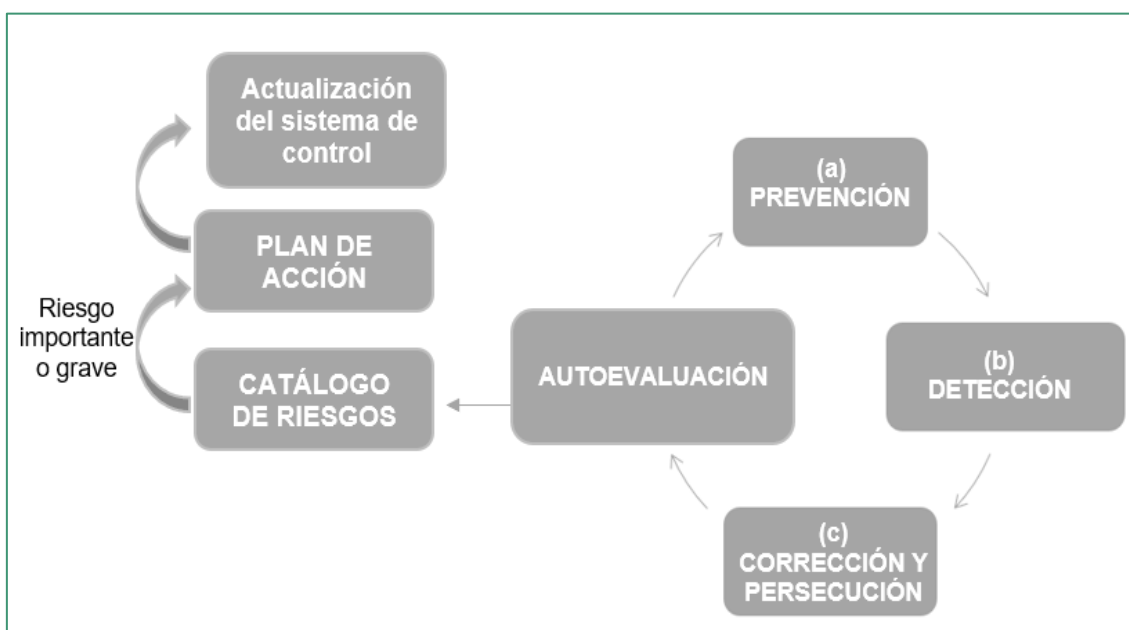 Actualización
del sistema de
control
PLAN DE
ACCIÓN
Riesgo
importante
o grave
CATÁLOGO
DE RIESGOS
AUTOEVALUACIÓN
(a)
PREVENCIÓN
(b)
DETECCIÓN
(c)
CORRECCIÓN Y
PERSECUCIÓN